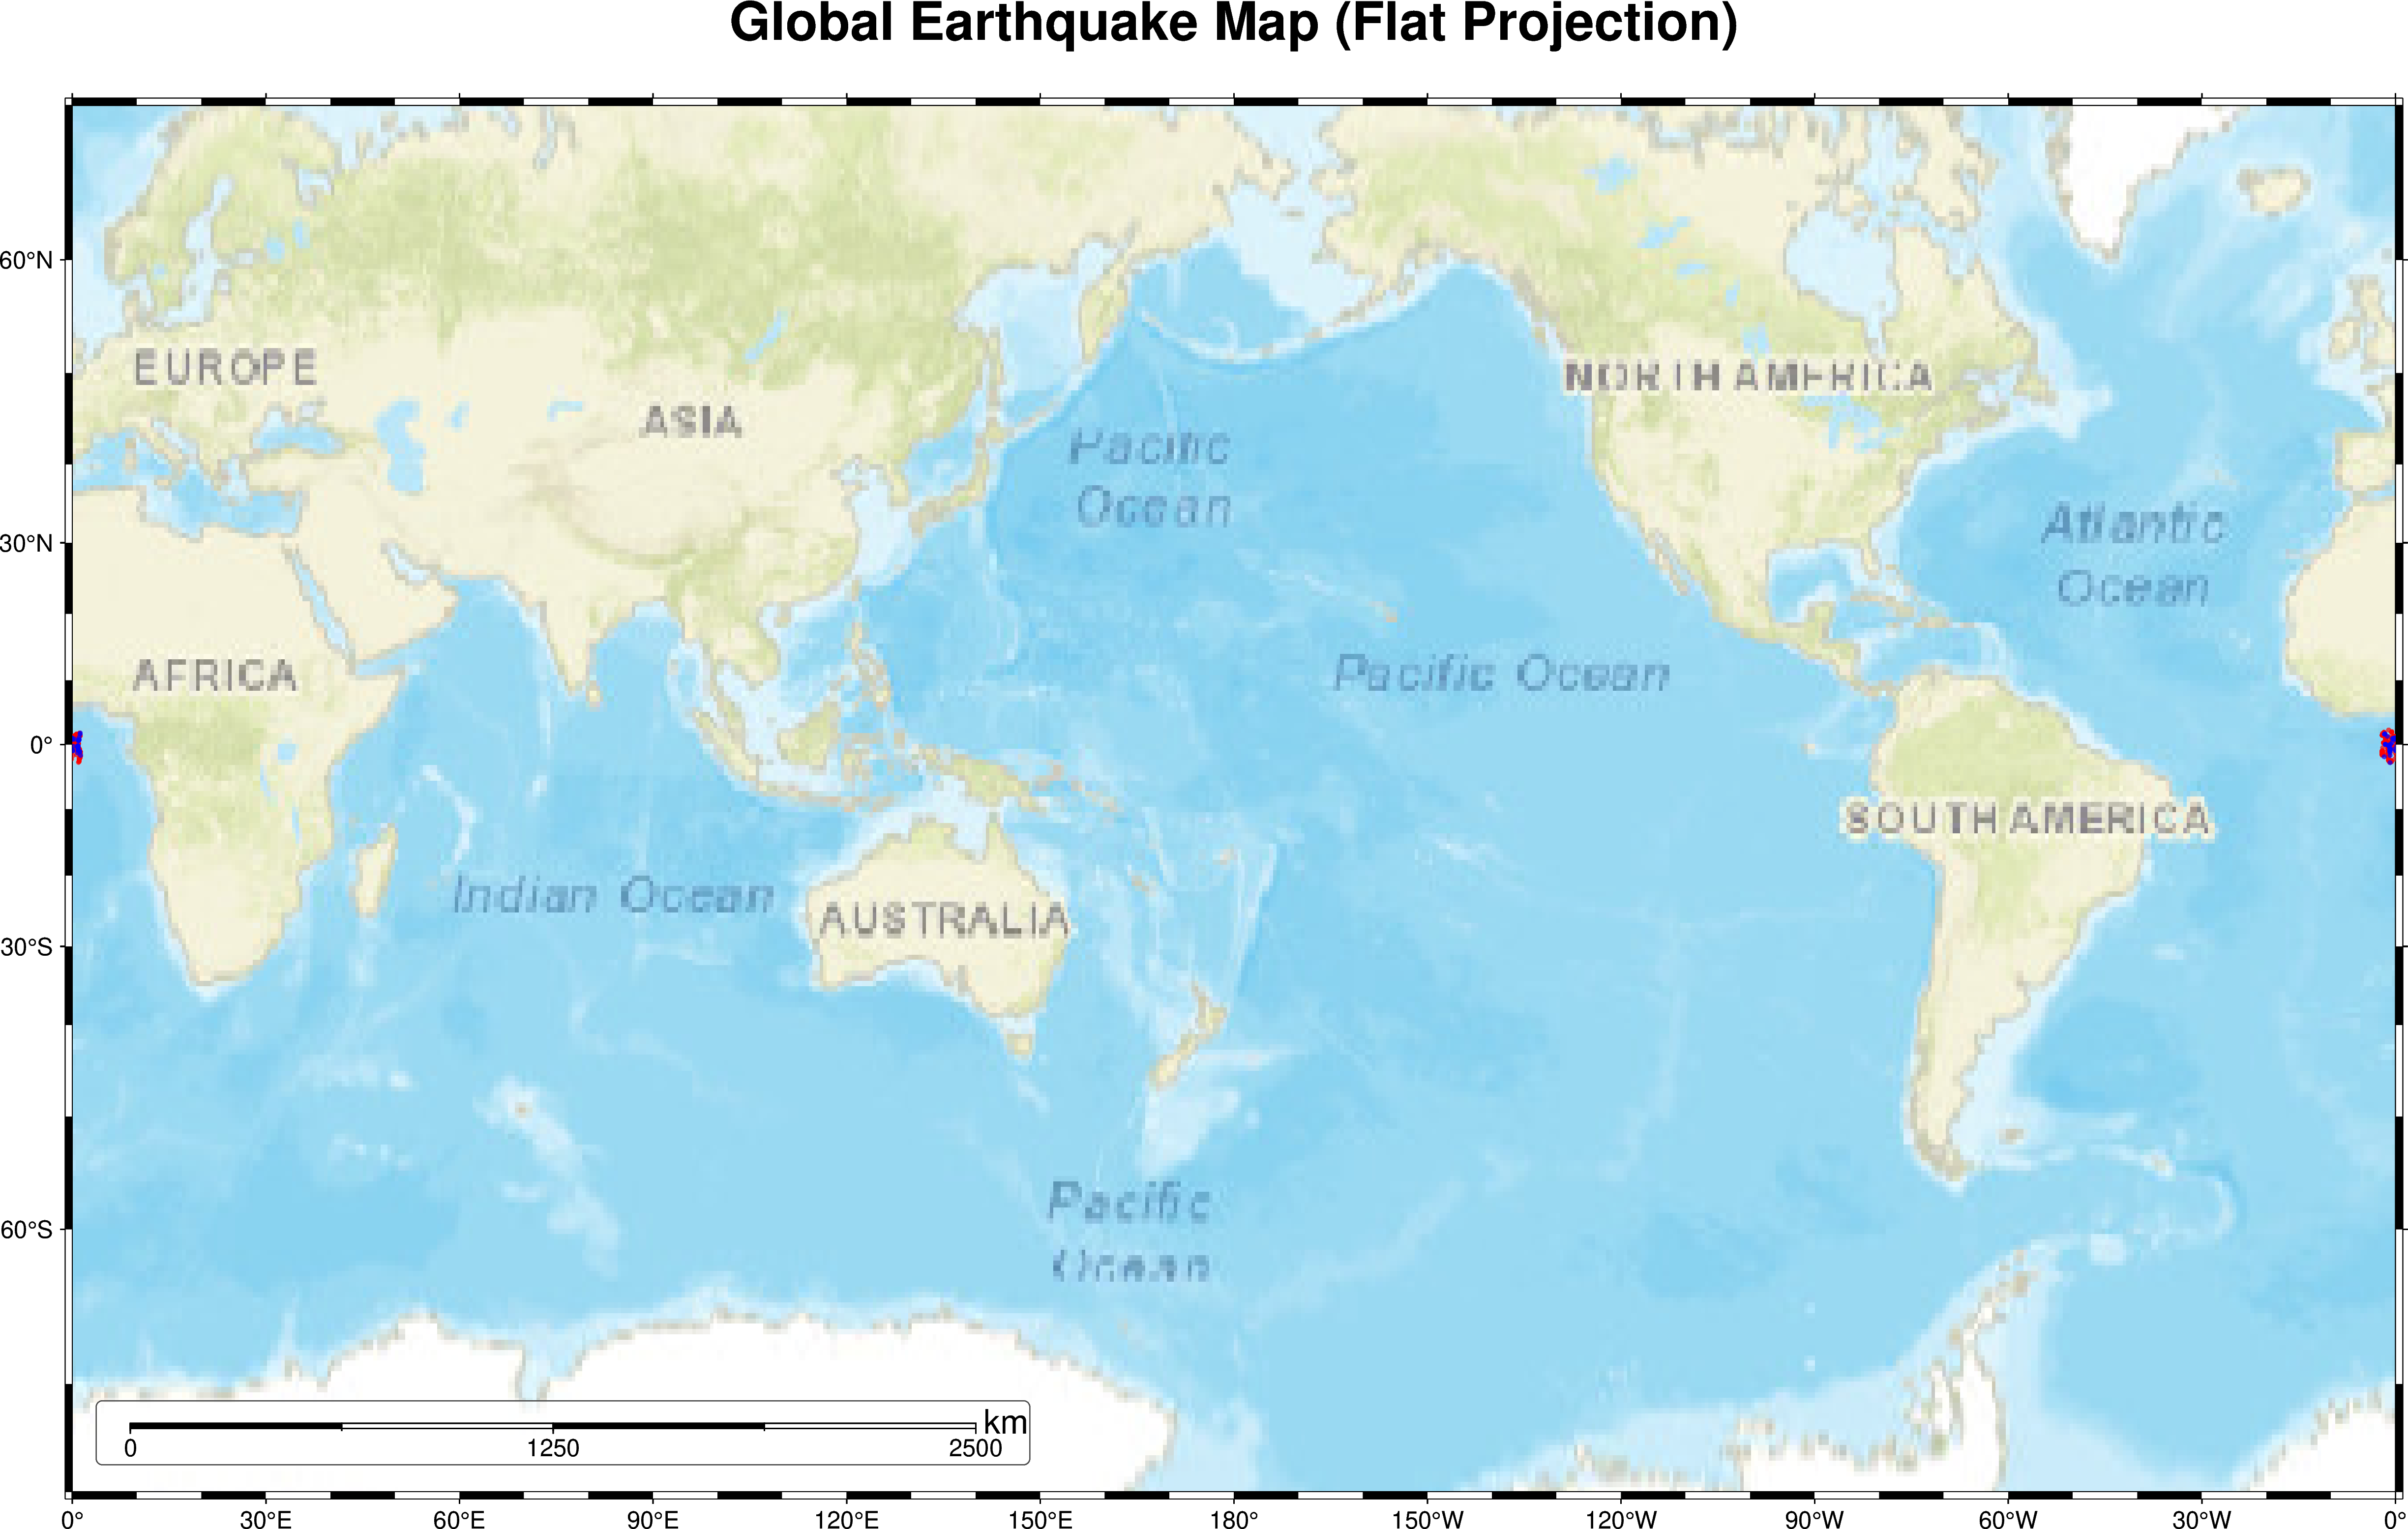 Global Earthquake Map (Flat Projection)
60°N
EUROPE
NORTH AMERICA
ASIA
Pacific
Ocean
Atlantic
Ocean
30°N
AFRICA
Pacific Ocean
0°
SOUTH AMERICA
Indian Ocean
AUSTRALIA
30°S
Pacific
Ocean
60°S
km
0 1250 2500
0° 30°E 60°E 90°E 120°E 150°E 180° 150°W 120°W 90°W 60°W 30°W 0°